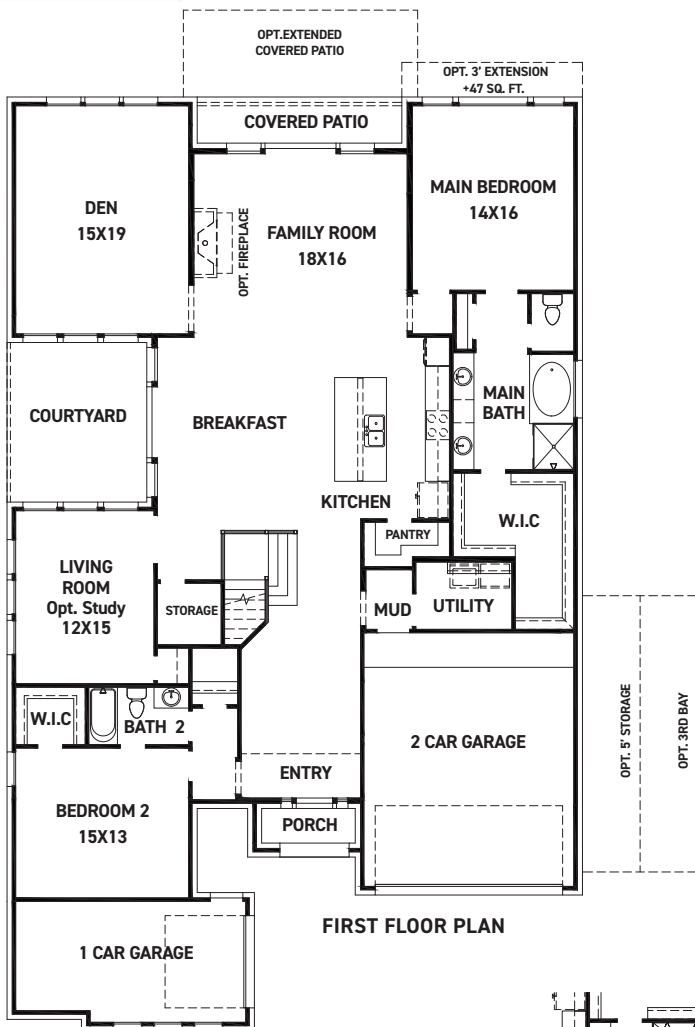 OPT.EXTENDED
COVERED PATIO
OPT. 3' EXTENSION
+47 SQ. FT.
COVERED PATIO
DEN
15X19
OPT. FIREPLACE
FAMILY ROOM
18X16
MAIN BEDROOM
14X16
COURTYARD
BREAKFAST
MAIN
BATH
KITCHEN
W.I.C
PANTRY
LIVING
ROOM
Opt. Study
12X15
STORAGE
MUD
UTILITY
W.I.C
BATH 2
2 CAR GARAGE
OPT. 5' STORAGE
OPT. 3RD BAY
ENTRY
BEDROOM 2
15X13
PORCH
FIRST FLOOR PLAN
1 CAR GARAGE